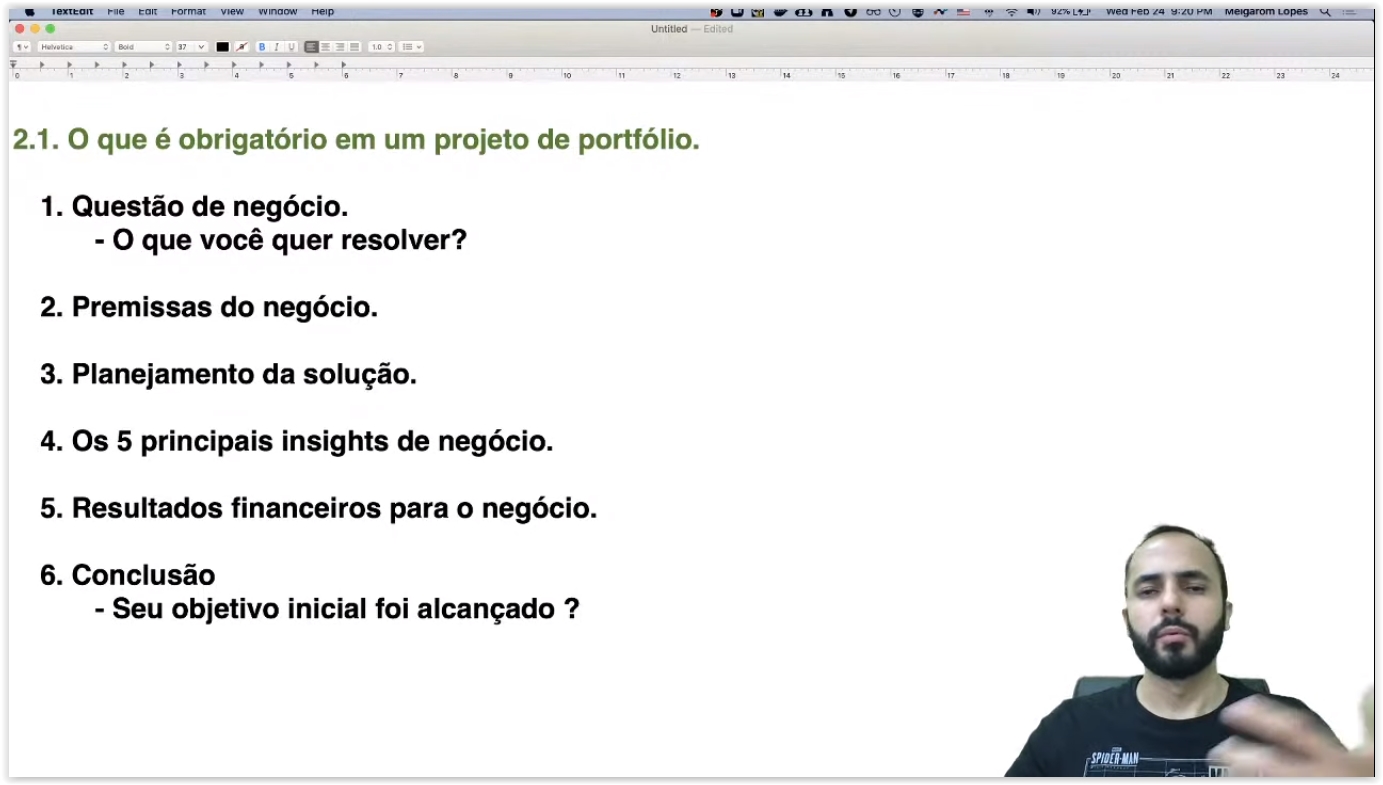 TextEdit File Edit Format View Window Help 92% Wed Feb 24 9:20 PM Meigarom Lopes
Untitled — Edited
Helvetica Bold 37 B I U 1.0
0 1 2 3 4 5 6 7 8 9 10 11 12 13 14 15 16 17 18 19 20 21 22 23 24
2.1. O que é obrigatório em um projeto de portfólio.
1. Questão de negócio.
- O que você quer resolver?
2. Premissas do negócio.
3. Planejamento da solução.
4. Os 5 principais insights de negócio.
5. Resultados financeiros para o negócio.
6. Conclusão
- Seu objetivo inicial foi alcançado ?
SPIDER-MAN